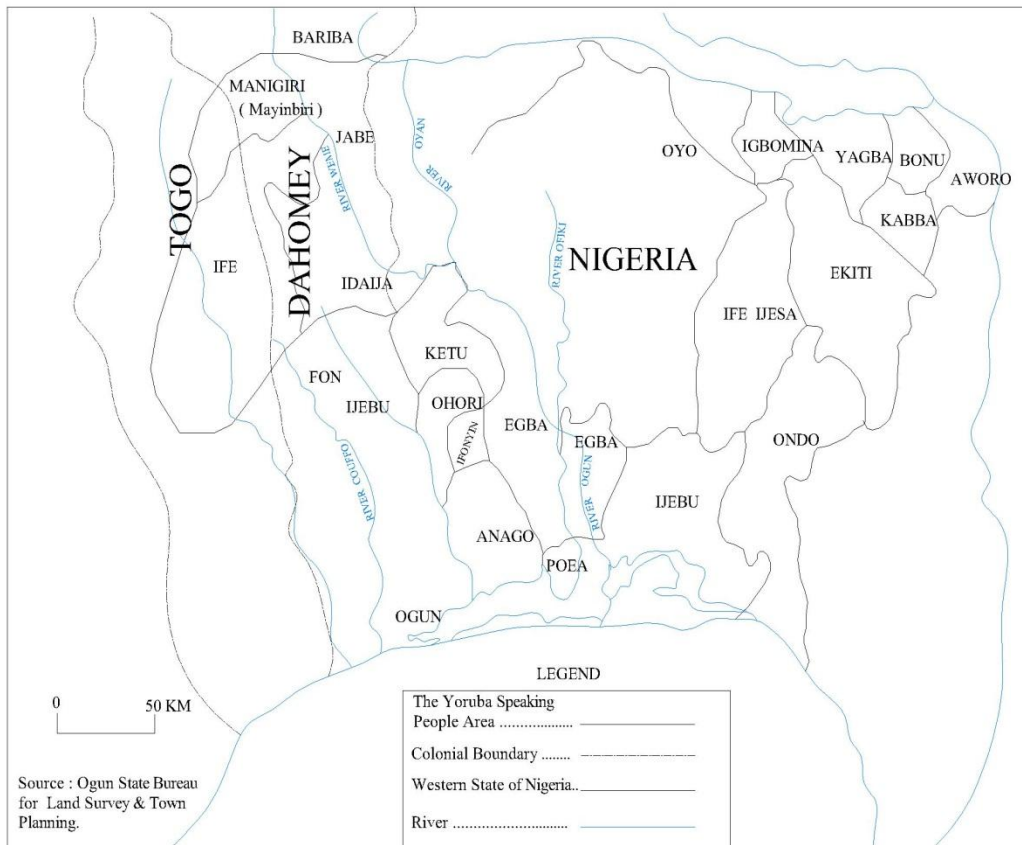 BARIBA
MANIGIRI
( Mayinbiri )
JABE
RIVER OYAN
OYO
IGBOMINA
YAGBA
BONU
AWORO
KABBA
TOGO
DAHOMEY
RIVER WEME
IFE
IDAIJA
RIVER OFIKI
NIGERIA
EKITI
IFE IJESA
KETU
FON
IJEBU
OHORI
IFONYIN
EGBA
EGBA
ONDO
RIVER COUFFO
RIVER OGUN
IJEBU
ANAGO
POEA
OGUN
0 50 KM
Source : Ogun State Bureau
for Land Survey & Town
Planning.
LEGEND
The Yoruba Speaking
People Area ...............
Colonial Boundary ........
Western State of Nigeria..
River ........................